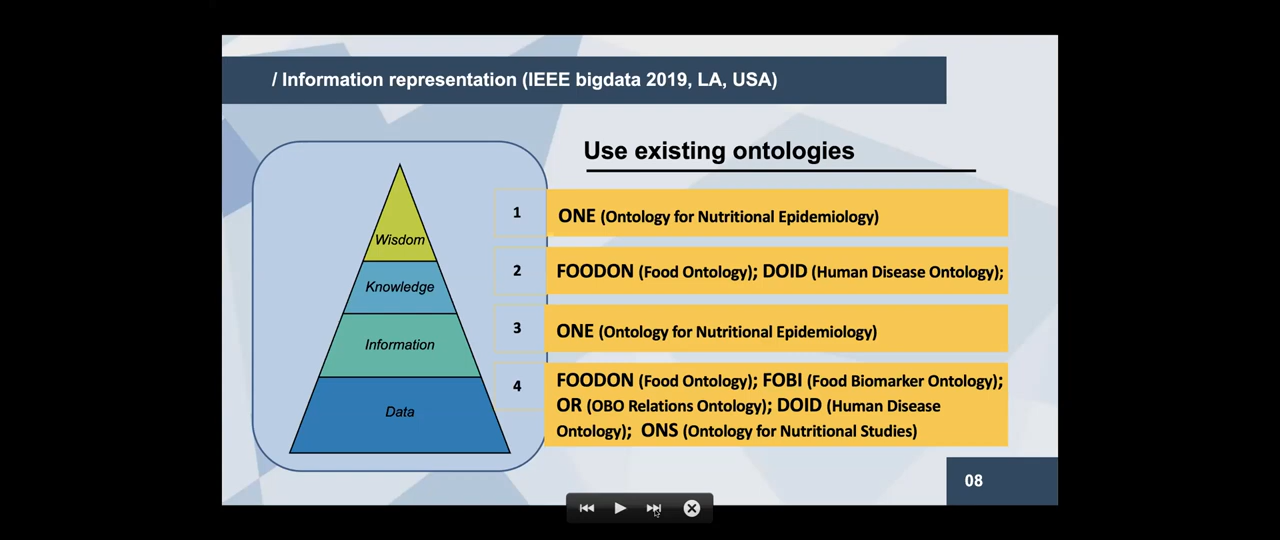 / Information representation (IEEE bigdata 2019, LA, USA)
Use existing ontologies
Wisdom
Knowledge
Information
Data
1
ONE (Ontology for Nutritional Epidemiology)
2
FOODON (Food Ontology); DOID (Human Disease Ontology);
3
ONE (Ontology for Nutritional Epidemiology)
4
FOODON (Food Ontology); FOBI (Food Biomarker Ontology);
OR (OBO Relations Ontology); DOID (Human Disease
Ontology); ONS (Ontology for Nutritional Studies)
08